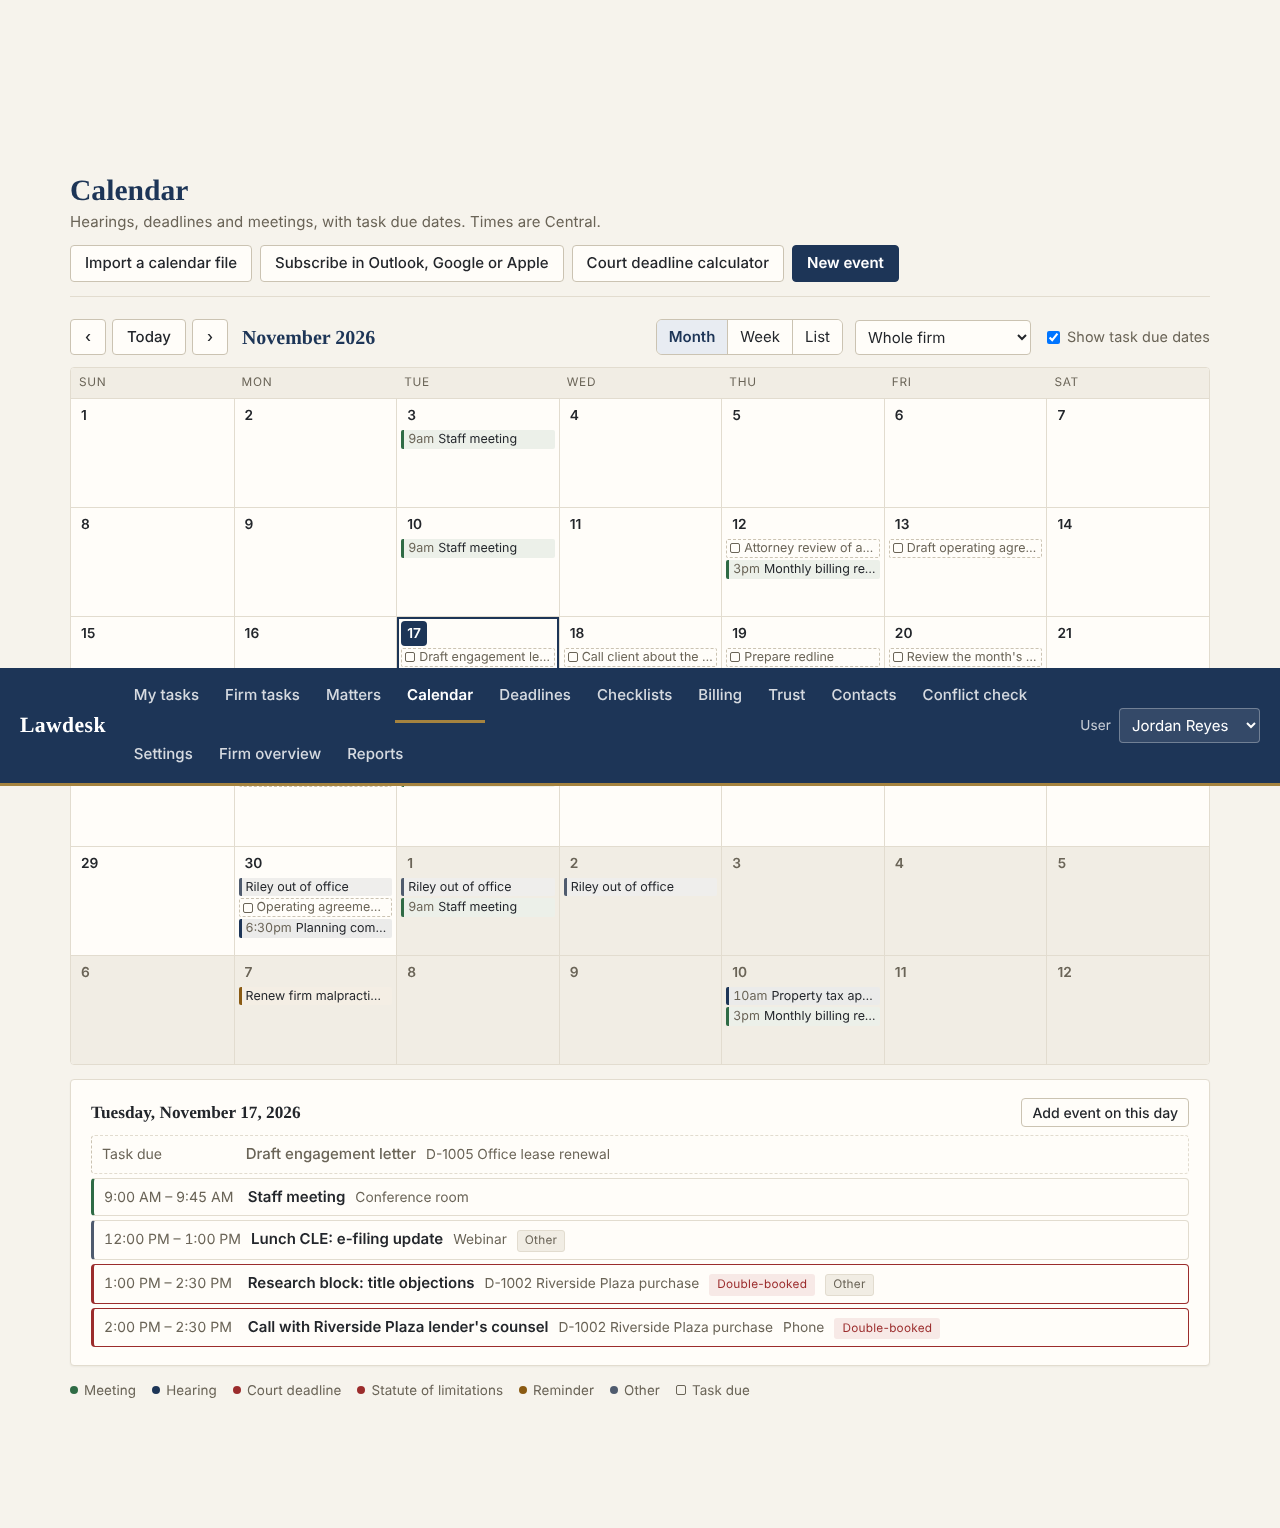 Calendar
Hearings, deadlines and meetings, with task due dates. Times are Central.
Import a calendar file Subscribe in Outlook, Google or Apple Court deadline calculator New event
‹ Today › November 2026 Month Week List Whole firm Show task due dates
SUN MON TUE WED THU FRI SAT
1 2 3 4 5 6 7
9am Staff meeting
8 9 10 11 12 13 14
9am Staff meeting Attorney review of a... Draft operating agre...
3pm Monthly billing re...
15 16 17 18 19 20 21
Draft engagement le... Call client about the ... Prepare redline Review the month's ...
My tasks Firm tasks Matters Calendar Deadlines Checklists Billing Trust Contacts Conflict check
Lawdesk User Jordan Reyes
Settings Firm overview Reports
29 30 1 2 3 4 5
Riley out of office Riley out of office Riley out of office
Operating agreeme... 9am Staff meeting
6:30pm Planning com...
6 7 8 9 10 11 12
Renew firm malpracti... 10am Property tax ap...
3pm Monthly billing re...
Tuesday, November 17, 2026 Add event on this day
Task due Draft engagement letter D-1005 Office lease renewal
9:00 AM – 9:45 AM Staff meeting Conference room
12:00 PM – 1:00 PM Lunch CLE: e-filing update Webinar Other
1:00 PM – 2:30 PM Research block: title objections D-1002 Riverside Plaza purchase Double-booked Other
2:00 PM – 2:30 PM Call with Riverside Plaza lender's counsel D-1002 Riverside Plaza purchase Phone Double-booked
Meeting Hearing Court deadline Statute of limitations Reminder Other Task due